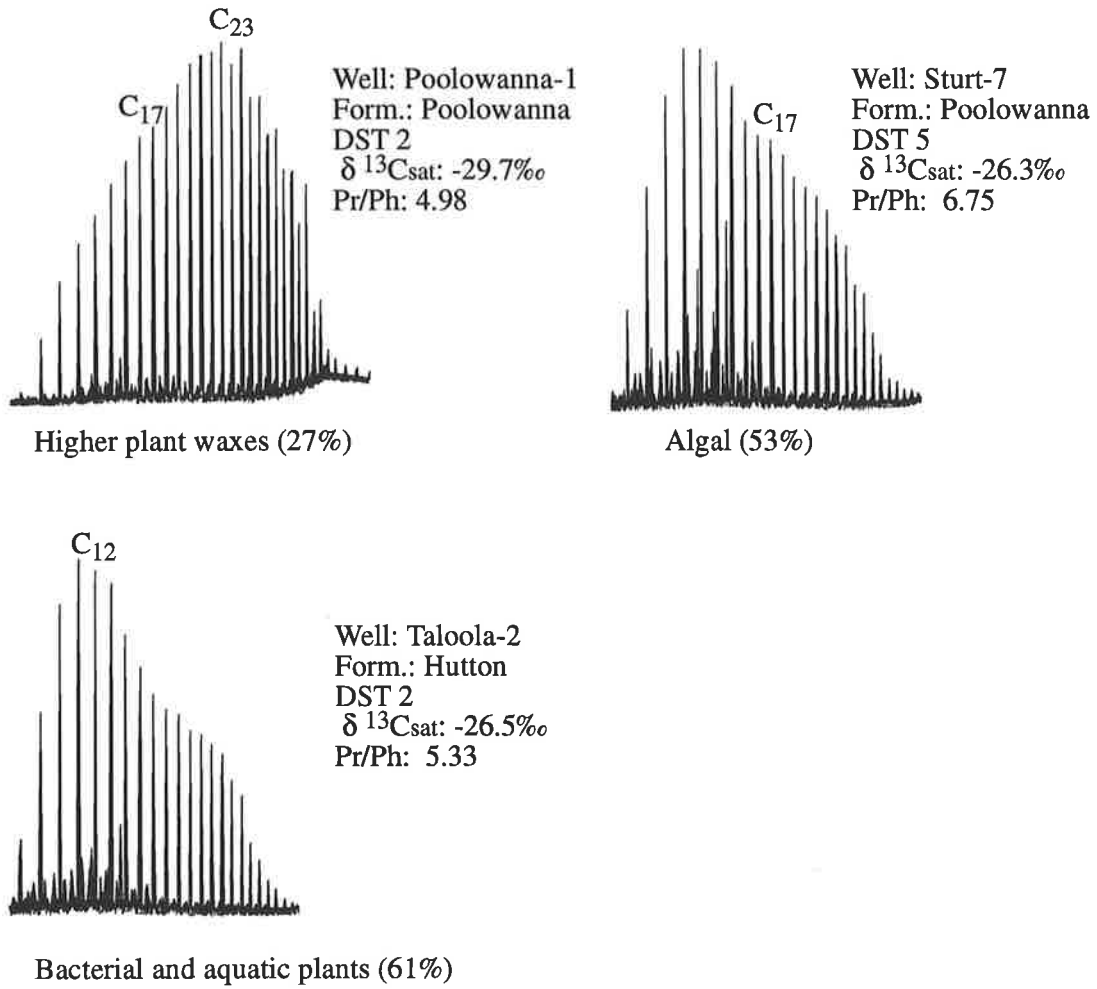 C23
C17
Well: Poolowanna-1
Form.: Poolowanna
DST 2
δ 13Csat: -29.7‰
Pr/Ph: 4.98
Higher plant waxes (27%)
C17
Well: Sturt-7
Form.: Poolowanna
DST 5
δ 13Csat: -26.3‰
Pr/Ph: 6.75
Algal (53%)
C12
Well: Taloola-2
Form.: Hutton
DST 2
δ 13Csat: -26.5‰
Pr/Ph: 5.33
Bacterial and aquatic plants (61%)